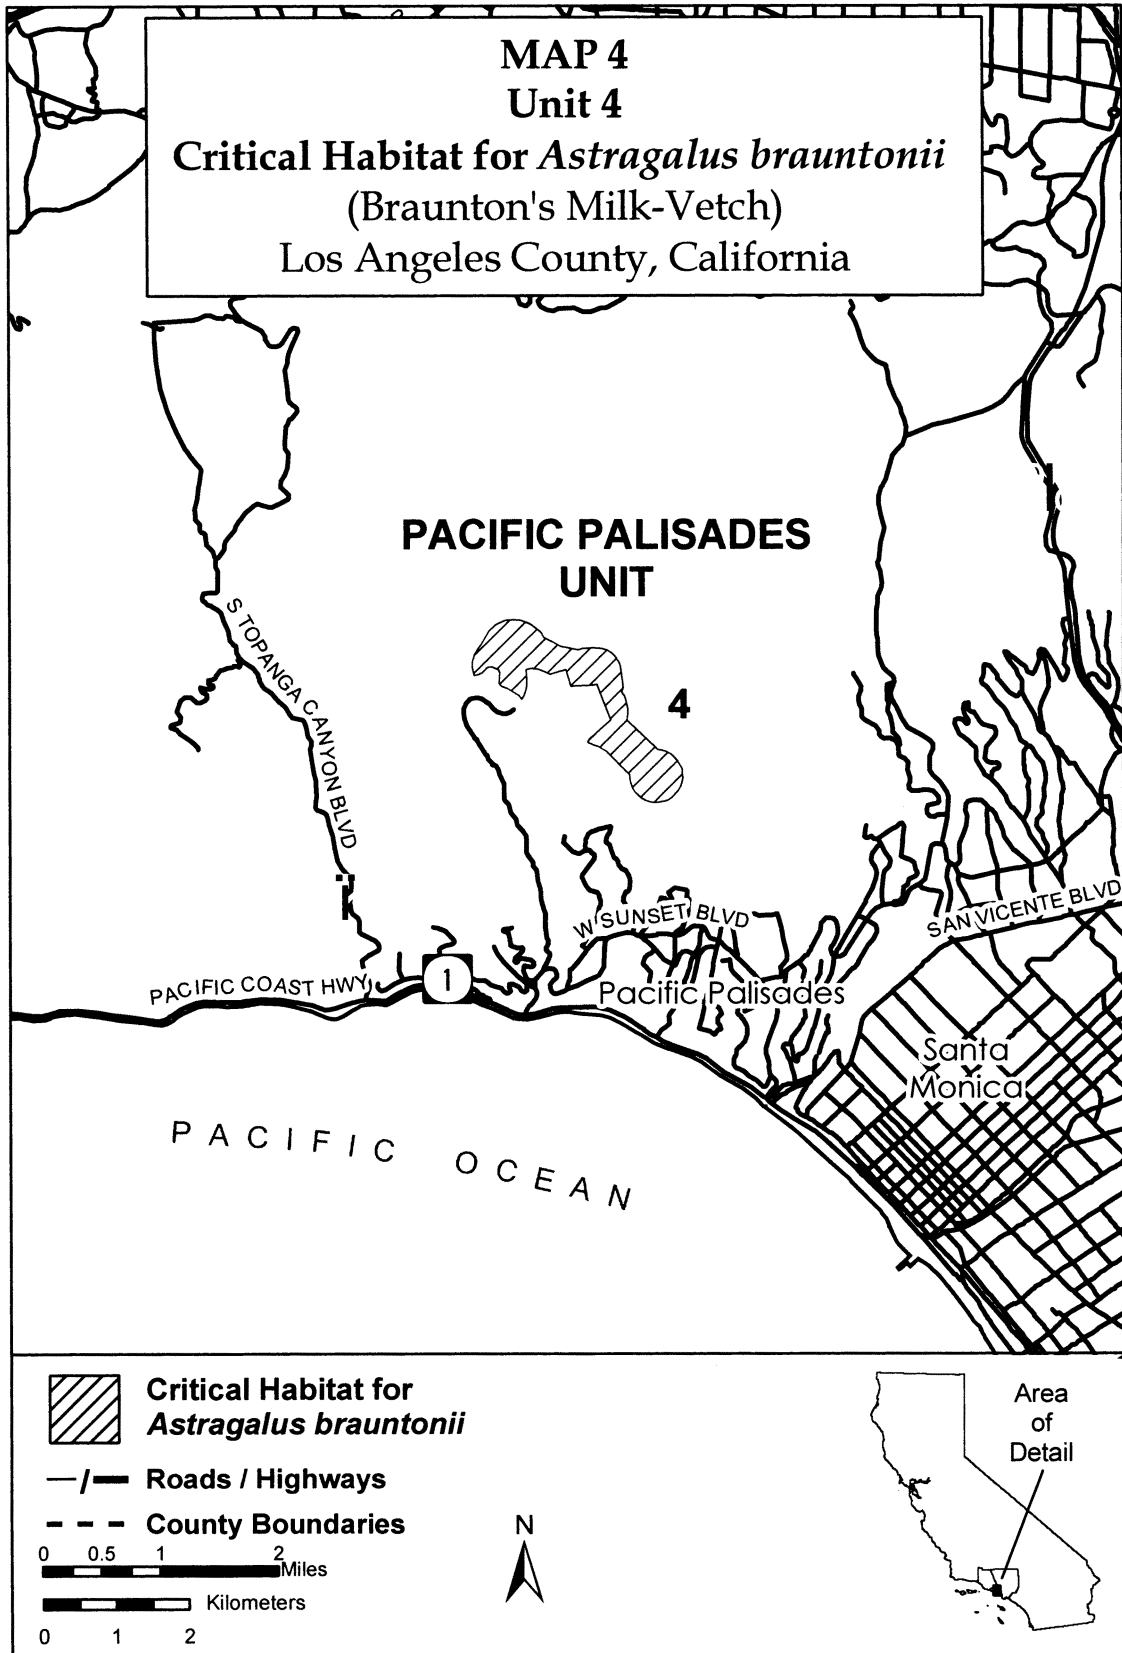 MAP 4
Unit 4
Critical Habitat for Astragalus brauntonii
(Braunton's Milk-Vetch)
Los Angeles County, California
PACIFIC PALISADES
UNIT
4
S TOPANGA CANYON BLVD
W SUNSET BLVD
SAN VICENTE BLVD
PACIFIC COAST HWY
1
Pacific Palisades
Santa
Monica
PACIFIC OCEAN
Critical Habitat for
Astragalus brauntonii
Roads / Highways
County Boundaries
0 0.5 1 2
Miles
Kilometers
0 1 2
N
Area
of
Detail